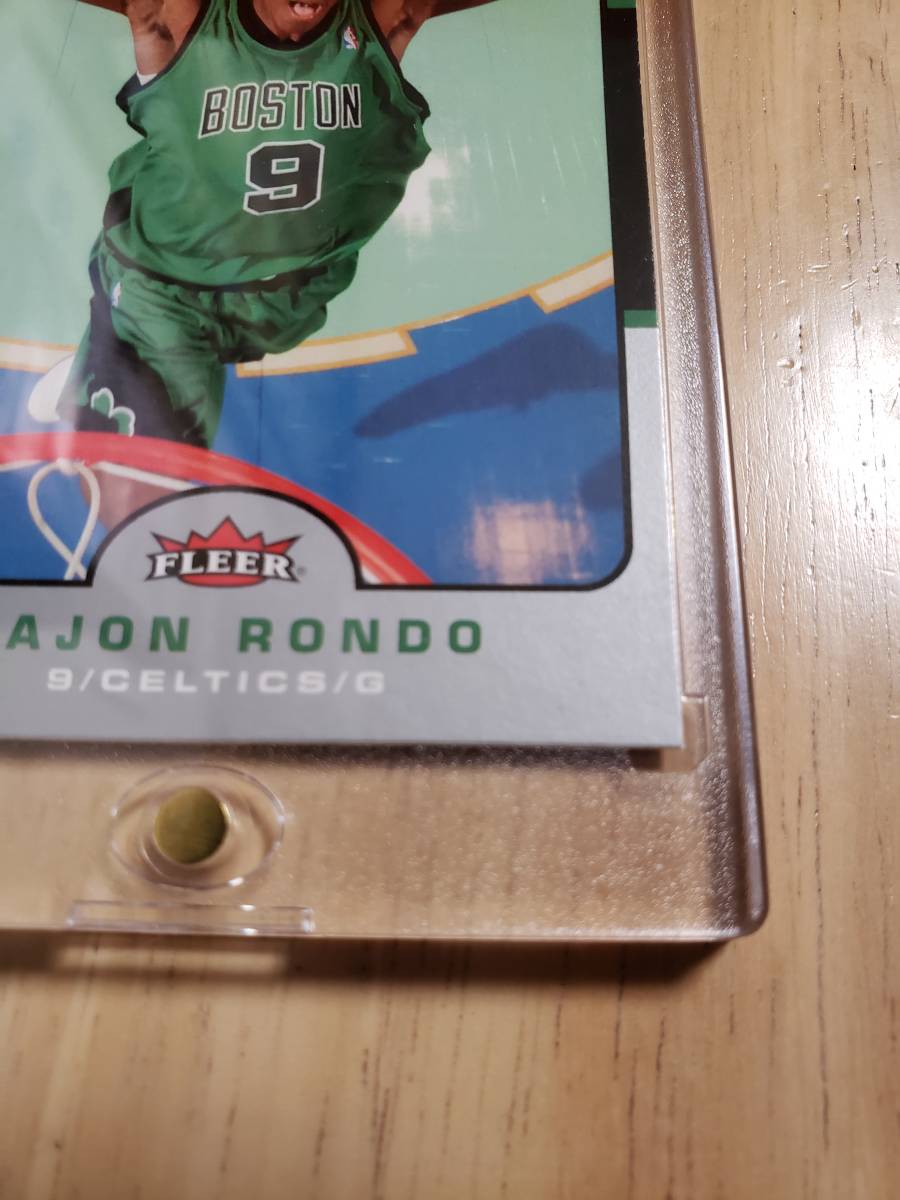 BOSTON
9
FLEER
AJON RONDO
9/CELTICS/G